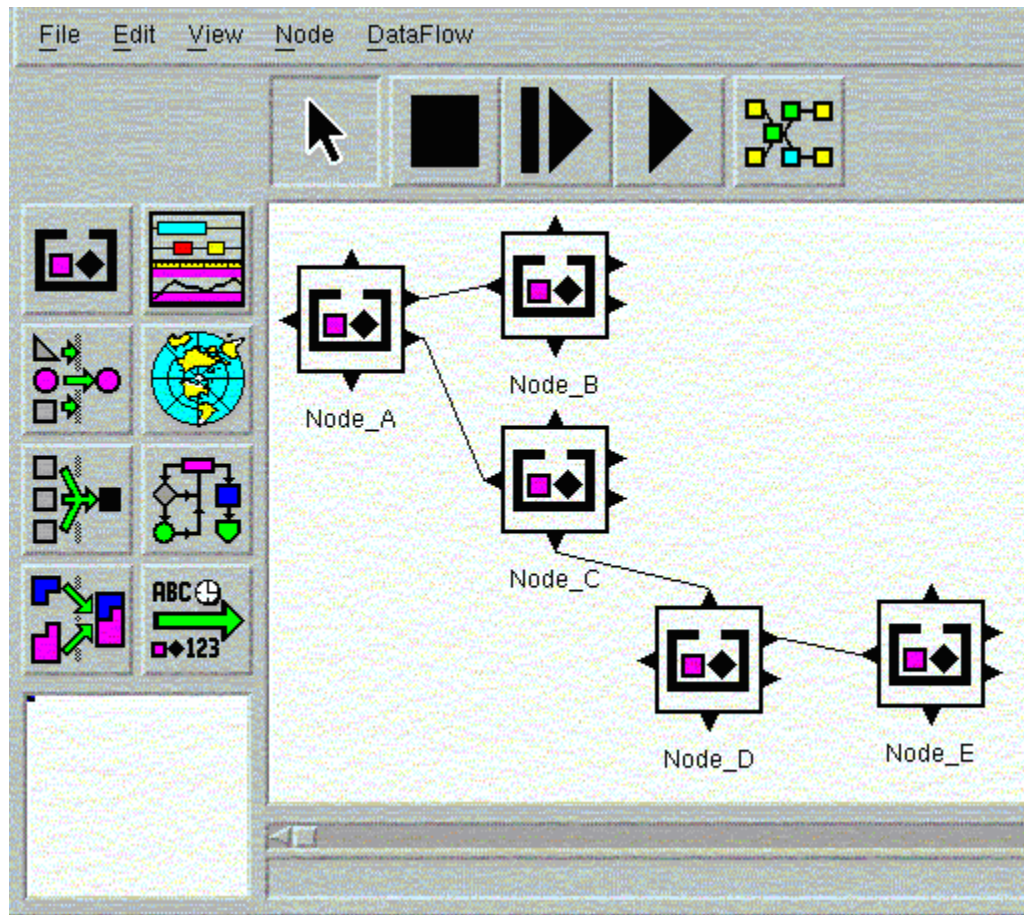 File Edit View Node DataFlow
Node_A
Node_B
Node_C
ABC
123
Node_D
Node_E